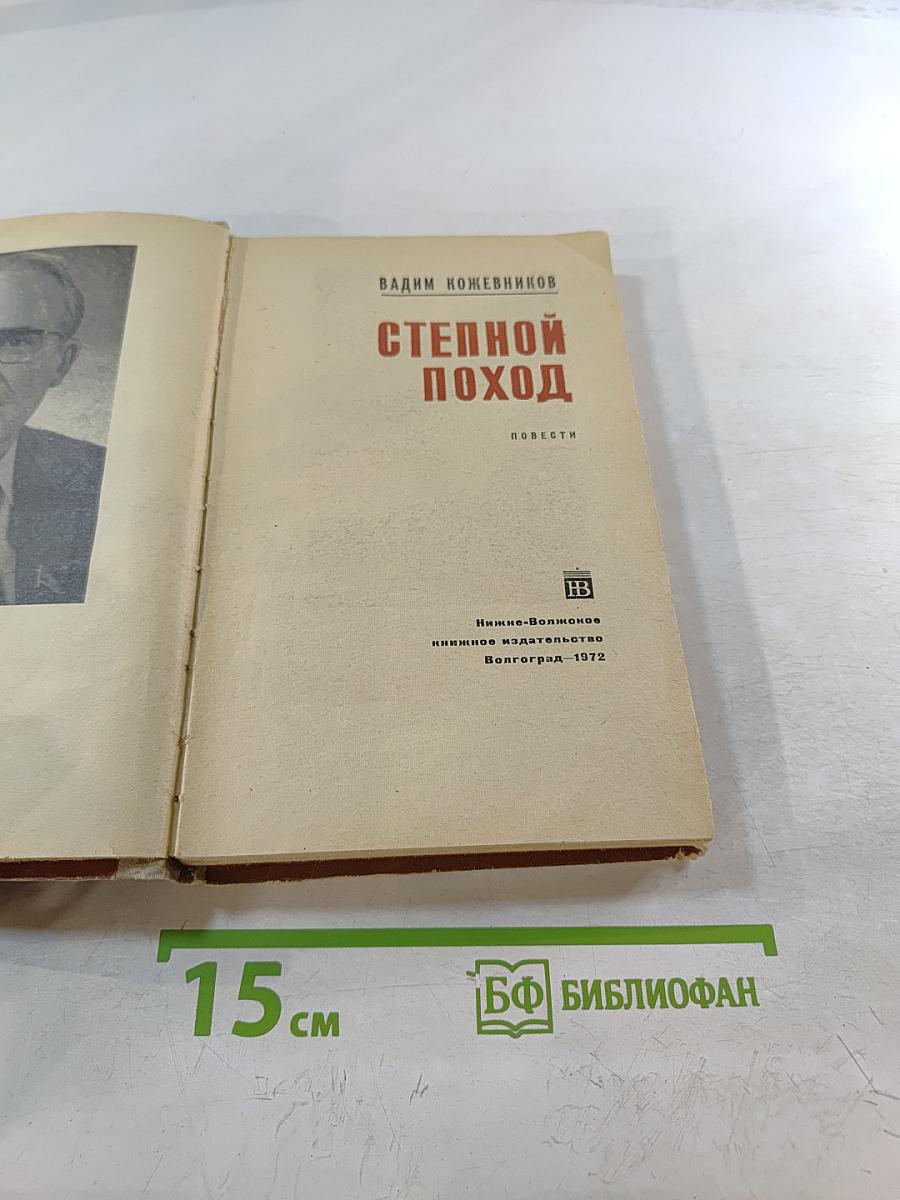 ВАДИМ КОЖЕВНИКОВ
СТЕПНОЙ
ПОХОД
ПОВЕСТИ
НВ
Нижне-Волжское
книжное издательство
Волгоград—1972
15 см
БФ БИБЛИОФАН